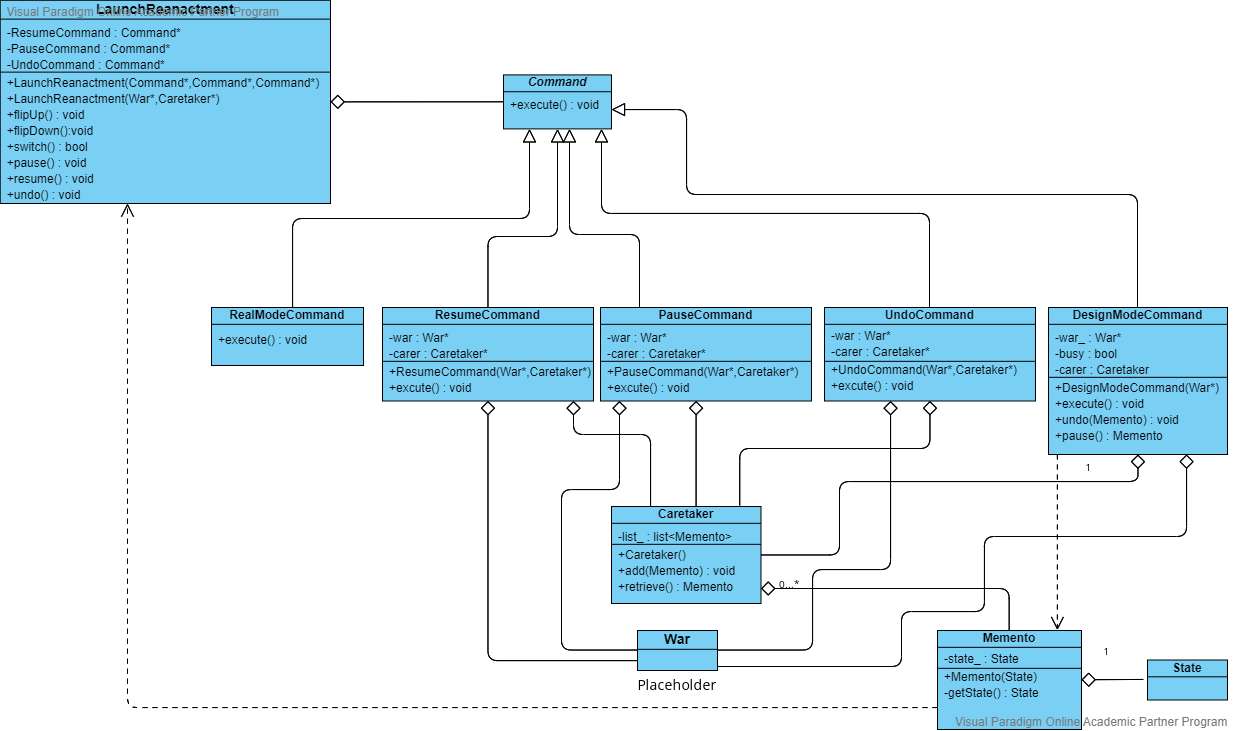 LaunchReanactment
Visual Paradigm Online Academic Partner Program
-ResumeCommand : Command*
-PauseCommand : Command*
-UndoCommand : Command*
+LaunchReanactment(Command*,Command*,Command*)
+LaunchReanactment(War*,Caretaker*)
+flipUp() : void
+flipDown():void
+switch() : bool
+pause() : void
+resume() : void
+undo() : void
Command
+execute() : void
RealModeCommand
+execute() : void
ResumeCommand
-war : War*
-carer : Caretaker*
+ResumeCommand(War*,Caretaker*)
+excute() : void
PauseCommand
-war : War*
-carer : Caretaker*
+PauseCommand(War*,Caretaker*)
+excute() : void
UndoCommand
-war : War*
-carer : Caretaker*
+UndoCommand(War*,Caretaker*)
+excute() : void
DesignModeCommand
-war_ : War*
-busy : bool
-carer : Caretaker
+DesignModeCommand(War*)
+execute() : void
+undo(Memento) : void
+pause() : Memento
1
Caretaker
-list_ : list<Memento>
+Caretaker()
+add(Memento) : void
+retrieve() : Memento
0...*
War
Placeholder
Memento
-state_ : State
+Memento(State)
-getState() : State
1
State
Visual Paradigm Online Academic Partner Program